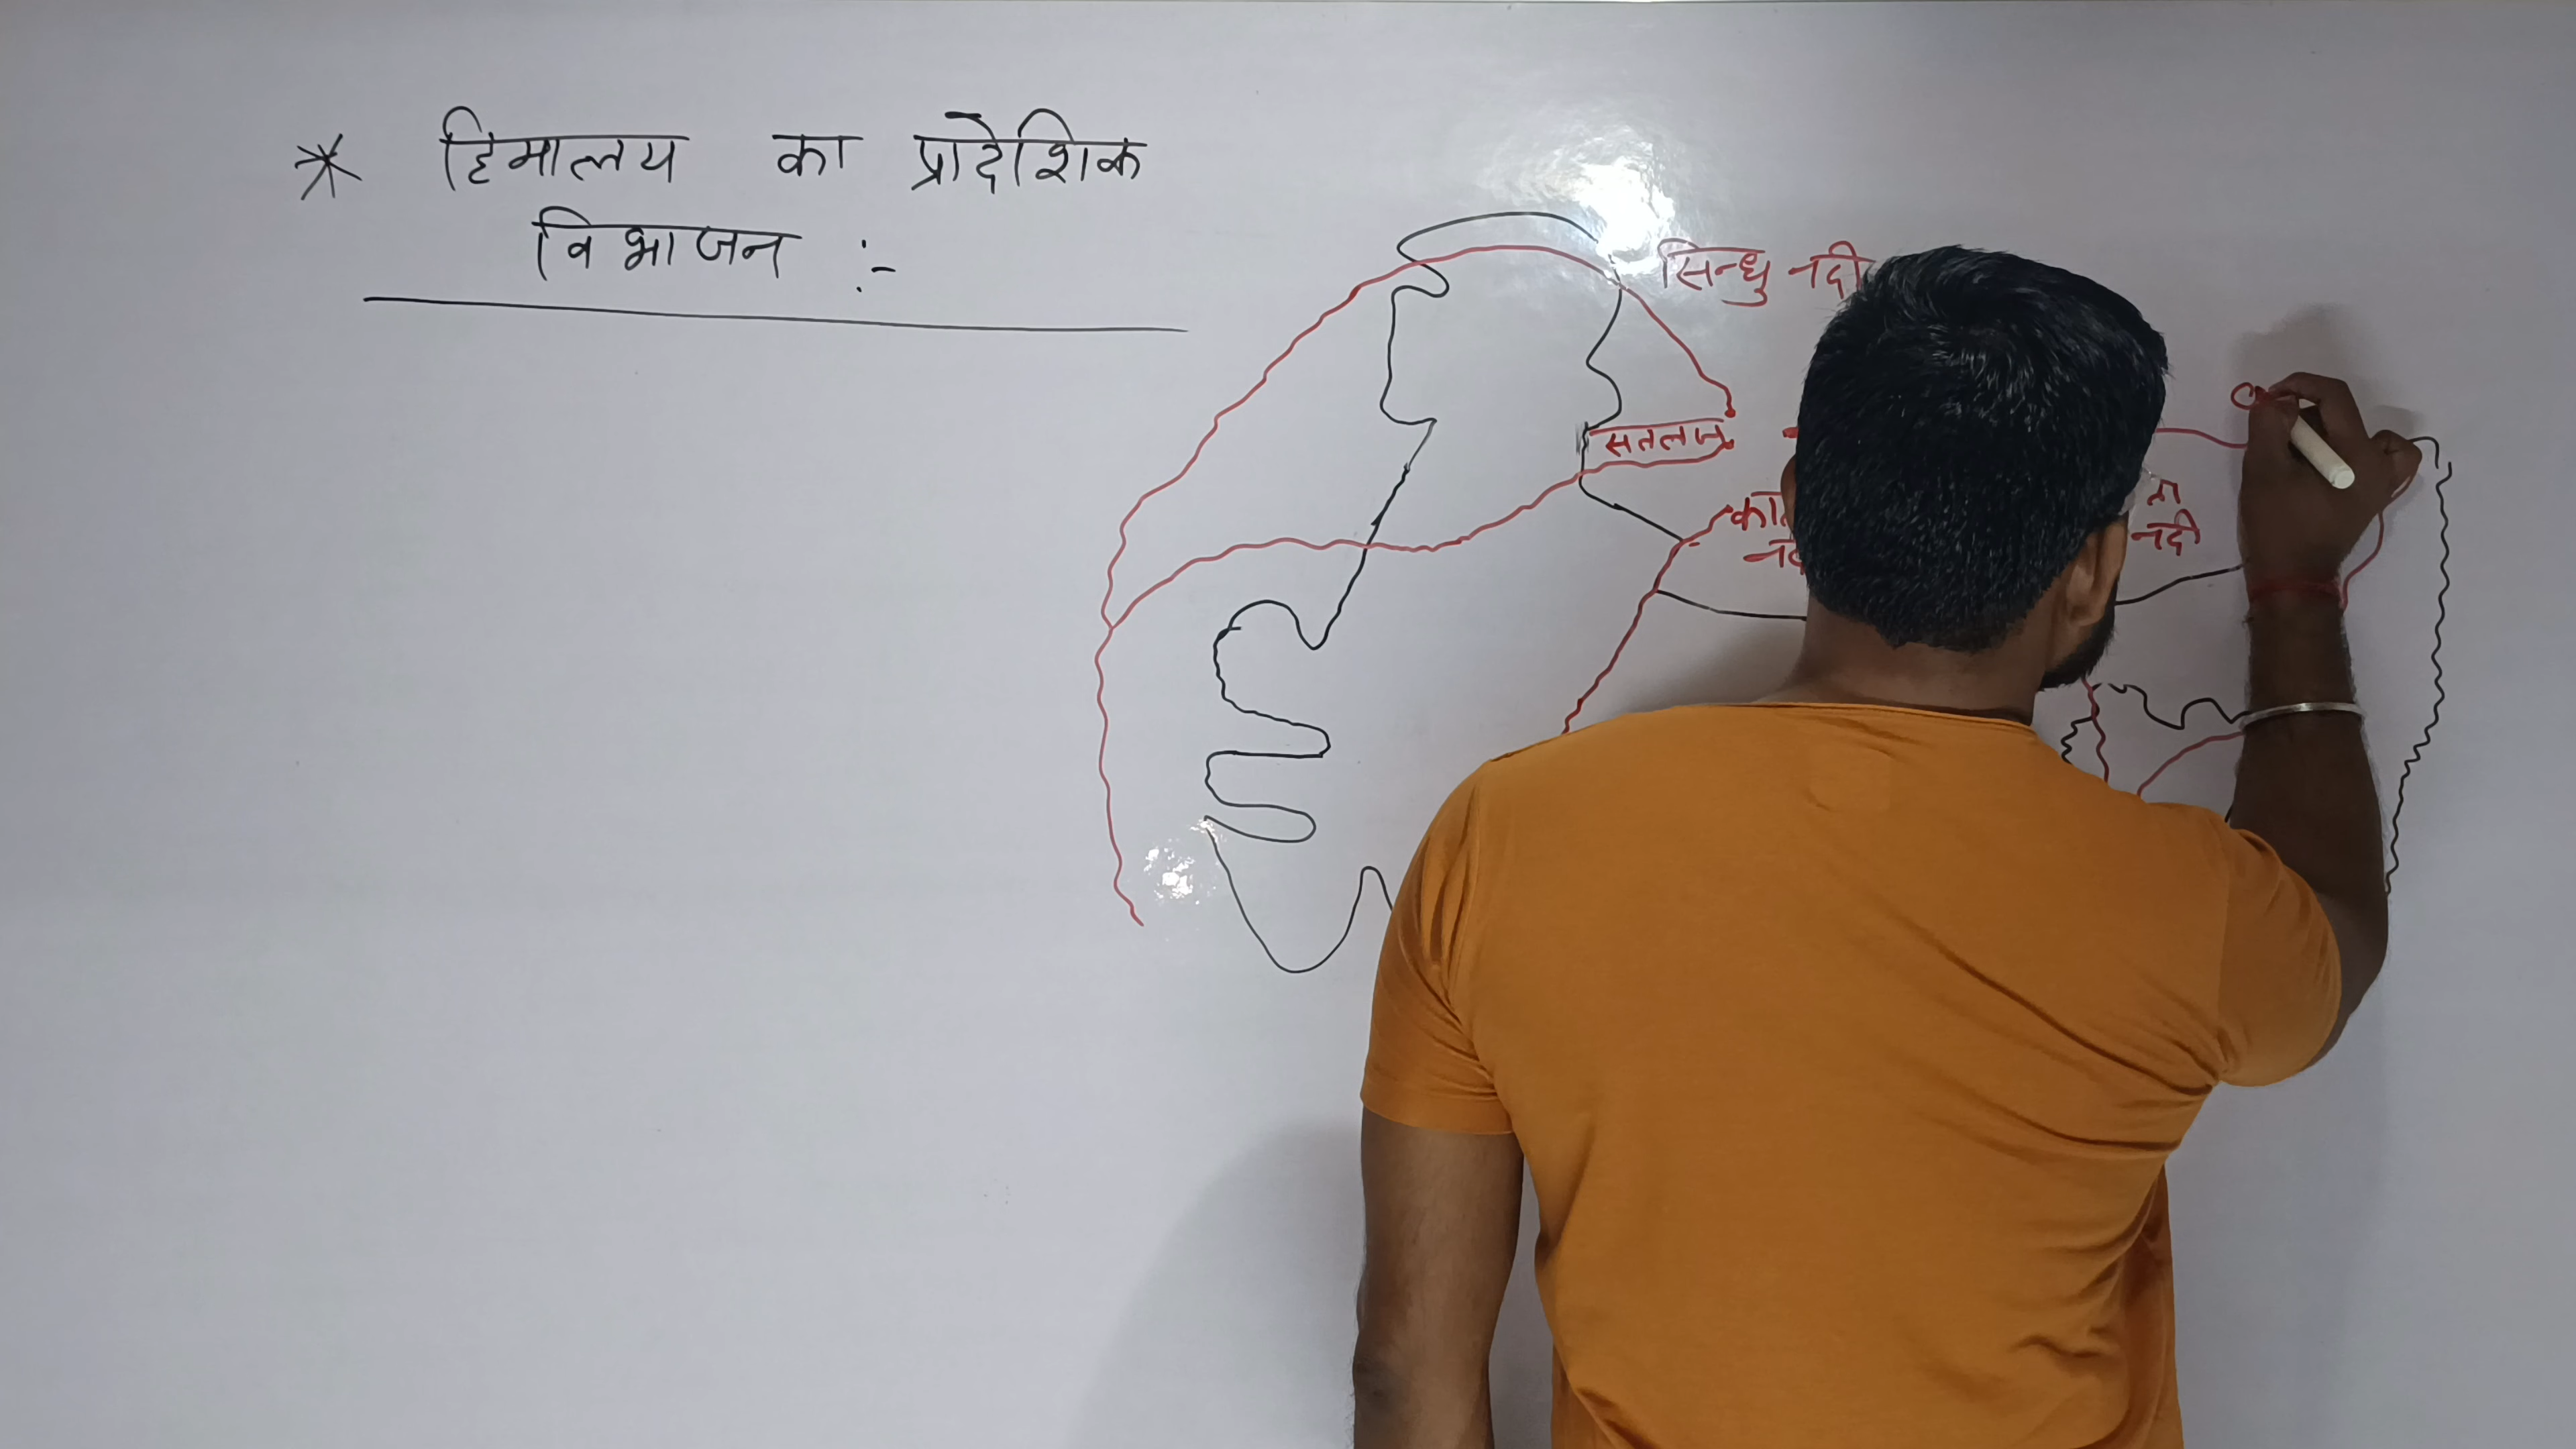 * हिमालय का प्रादेशिक
विभाजन :-
सिन्धु नदी
सतलज
नदी